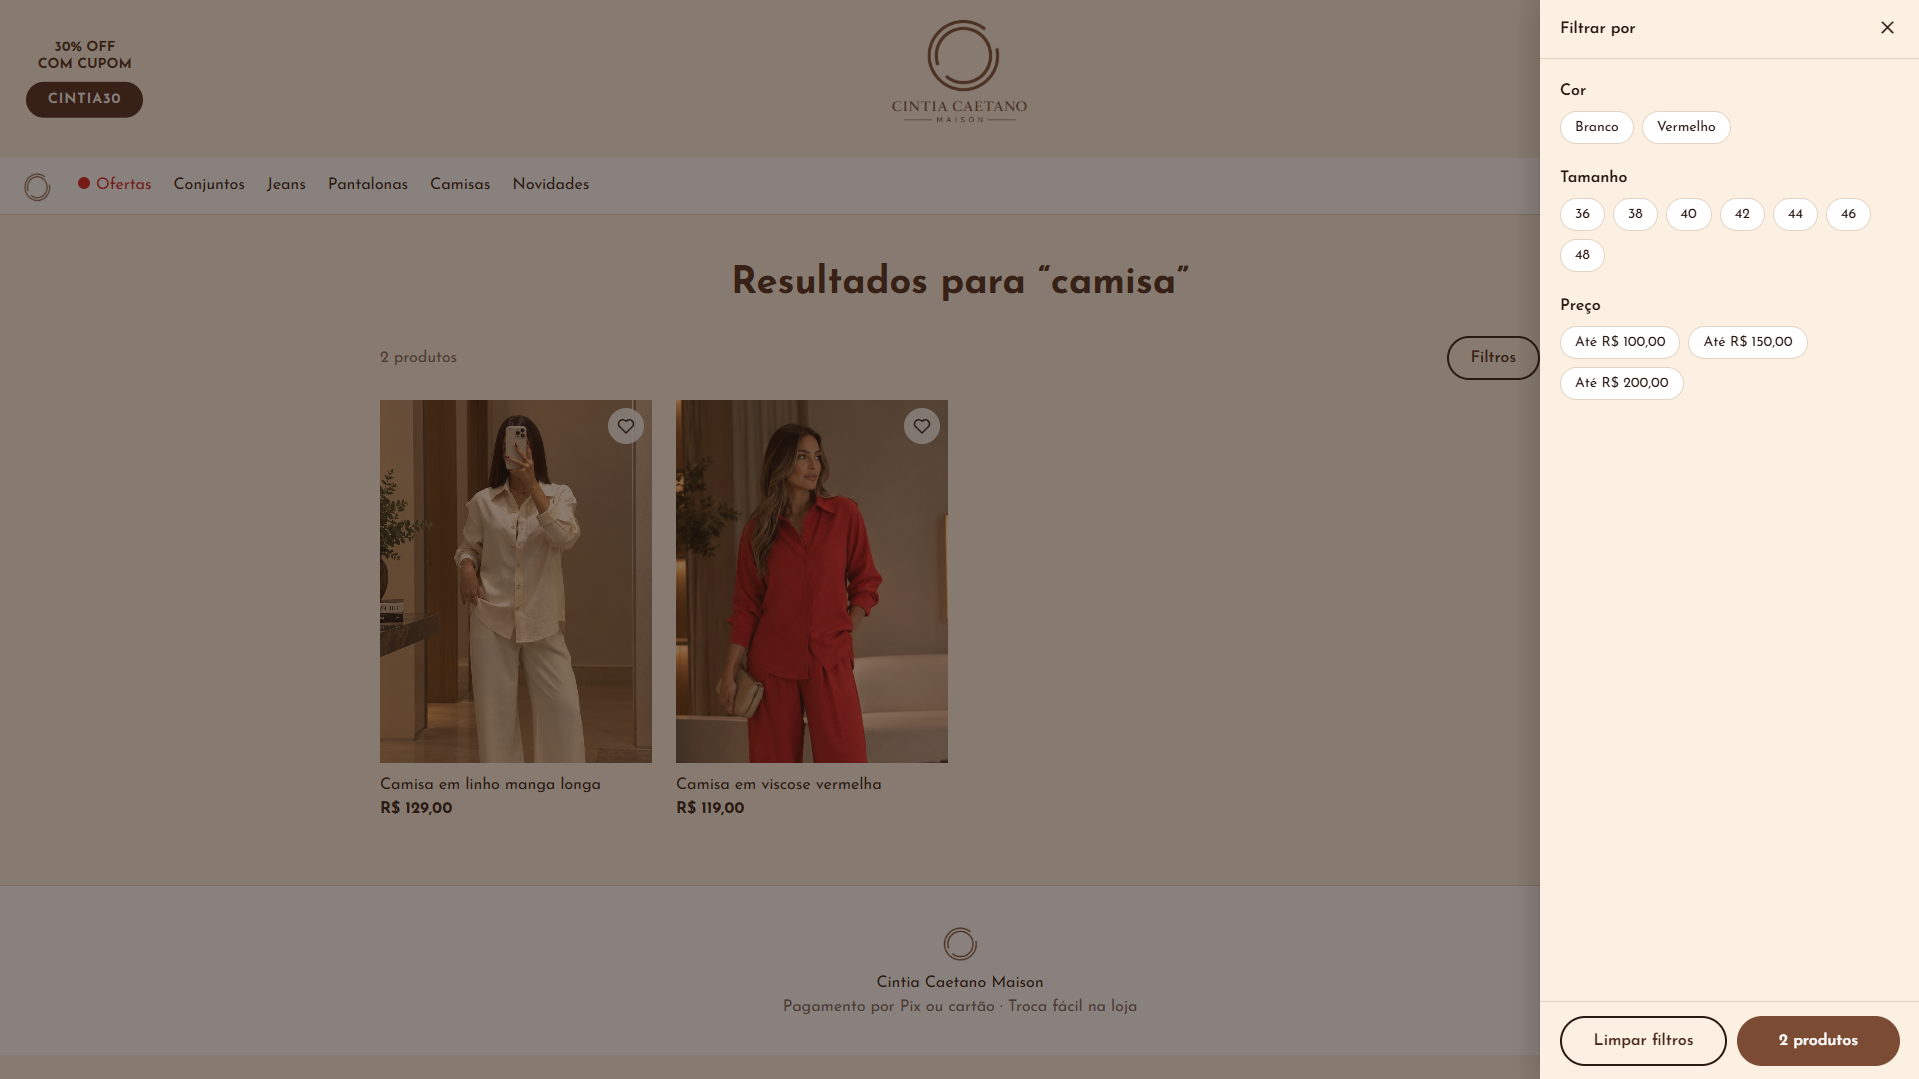 30% OFF
COM CUPOM
CINTIA30
CINTIA CAETANO
MAISON
Ofertas Conjuntos Jeans Pantalonas Camisas Novidades
Resultados para “camisa”
2 produtos
Filtros
Camisa em linho manga longa
R$ 129,00
Camisa em viscose vermelha
R$ 119,00
Cintia Caetano Maison
Pagamento por Pix ou cartão · Troca fácil na loja
Filtrar por
Cor
Branco Vermelho
Tamanho
36 38 40 42 44 46
48
Preço
Até R$ 100,00 Até R$ 150,00
Até R$ 200,00
Limpar filtros 2 produtos